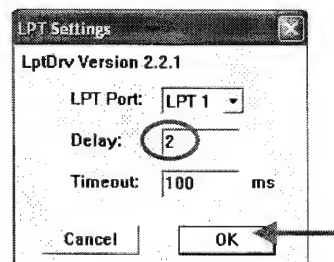 LPT Settings
LptDrv Version 2.2.1
LPT Port: LPT 1
Delay: 2
Timeout: 100 ms
Cancel OK